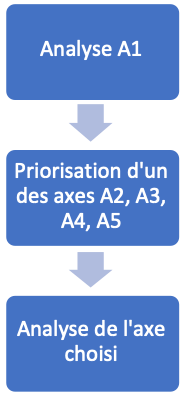 Analyse A1
Priorisation d'un
des axes A2, A3,
A4, A5
Analyse de l'axe
choisi